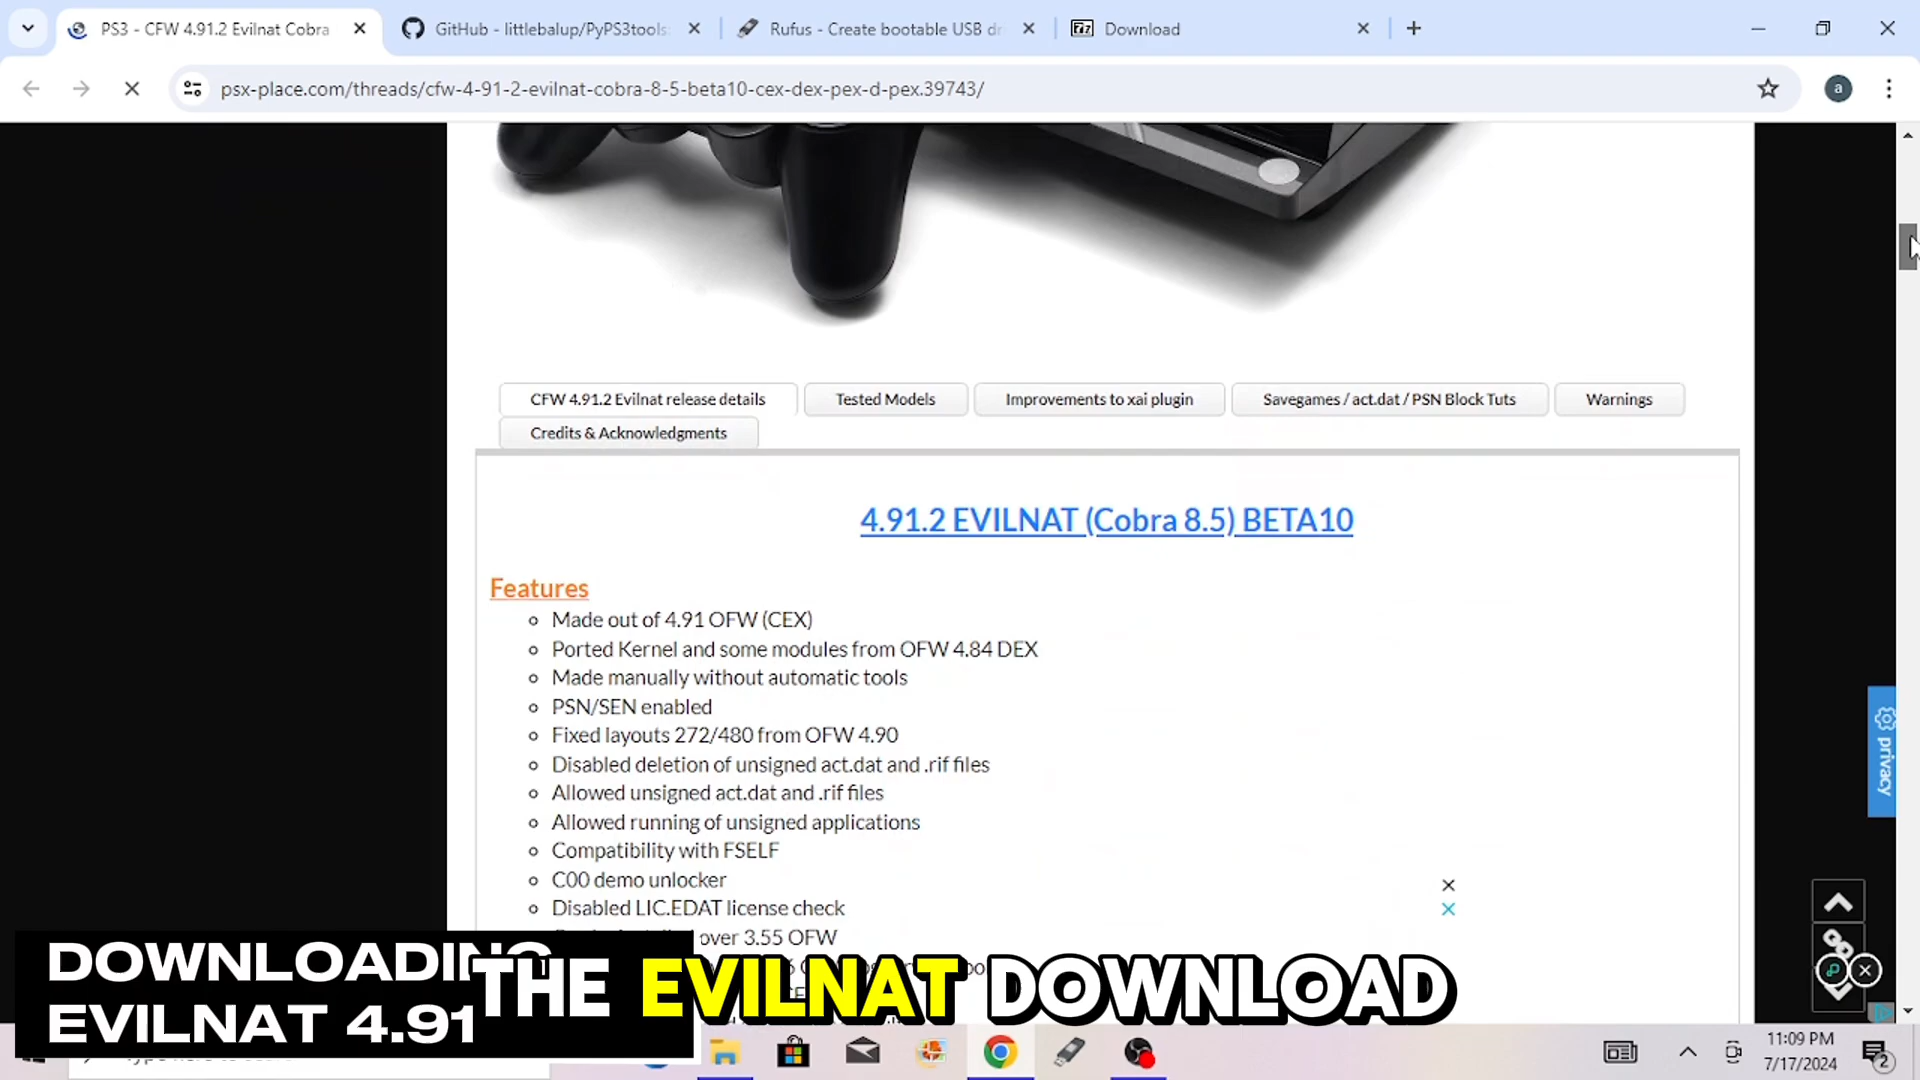 PS3 - CFW 4.91.2 Evilnat Cobra
GitHub - littlebalup/PyPS3tools:
Rufus - Create bootable USB dr
Download
psx-place.com/threads/cfw-4-91-2-evilnat-cobra-8-5-beta10-cex-dex-pex-d-pex.39743/
a
CFW 4.91.2 Evilnat release details
Tested Models
Improvements to xai plugin
Savegames / act.dat / PSN Block Tuts
Warnings
Credits & Acknowledgments
4.91.2 EVILNAT (Cobra 8.5) BETA10
Features
Made out of 4.91 OFW (CEX)
Ported Kernel and some modules from OFW 4.84 DEX
Made manually without automatic tools
PSN/SEN enabled
Fixed layouts 272/480 from OFW 4.90
Disabled deletion of unsigned act.dat and .rif files
Allowed unsigned act.dat and .rif files
Allowed running of unsigned applications
Compatibility with FSELF
C00 demo unlocker
Disabled LIC.EDAT license check
over 3.55 OFW
privacy
DOWNLOADING
EVILNAT 4.91
THE EVILNAT DOWNLOAD
11:09 PM
7/17/2024
2